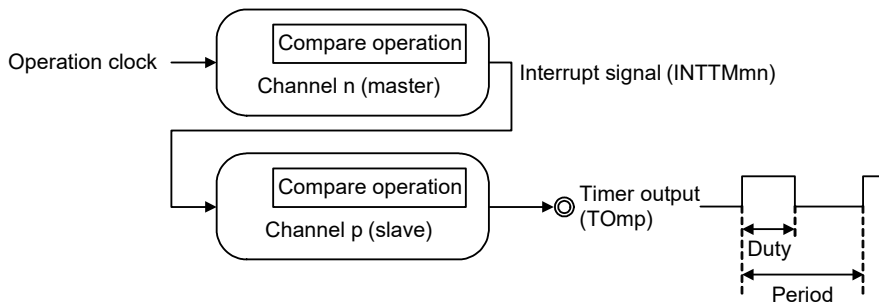 Compare operation
Operation clock
Channel n (master)
Interrupt signal (INTTMmn)
Compare operation
Channel p (slave)
Timer output
(TOmp)
Duty
Period